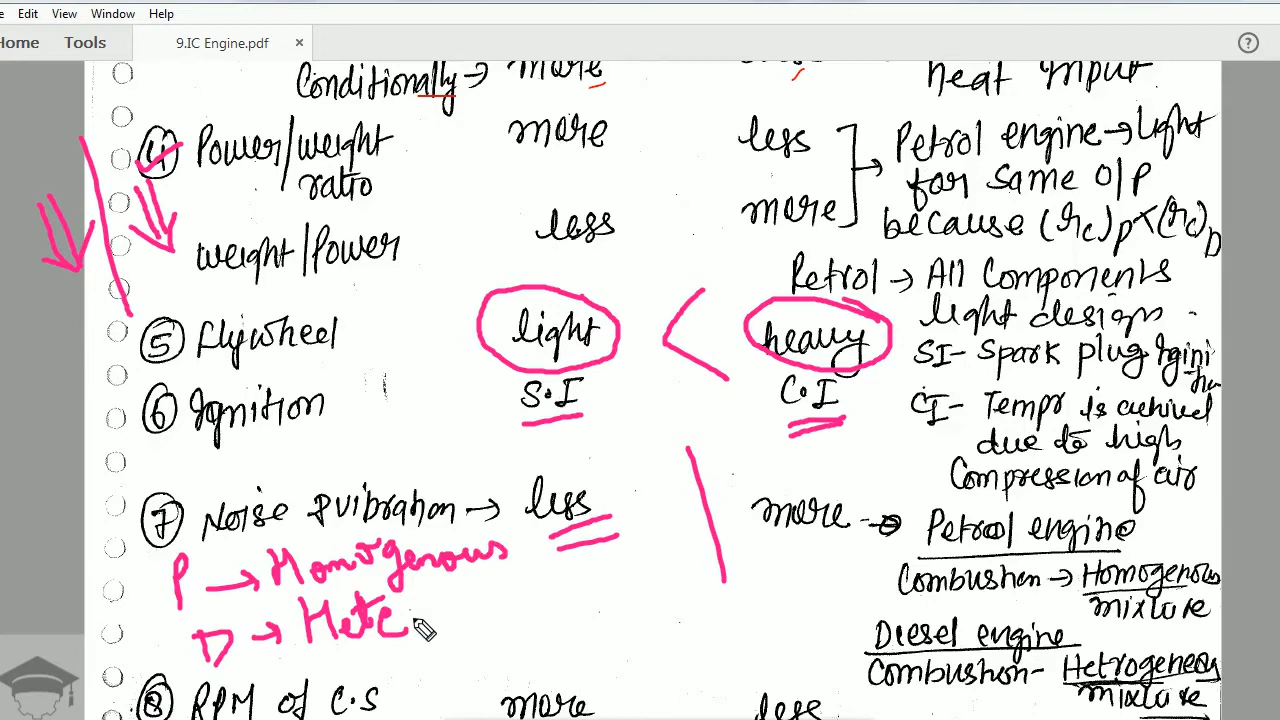 Edit View Window Help
Home Tools 9.IC Engine.pdf × ?
Conditionally → more
heat input
④ Power/weight ratio more less
Petrol engine → light
for same O/P
because (rc)p < (rc)D
weight/Power less more
Petrol → All Components
light design
⑤ Flywheel light < heavy
SI - Spark plug
⑥ Ignition S.I C.I
CI - Tempr is
due to high
Compression of air
⑦ Noise & vibration → less more
Petrol engine
Combustion → Homogenous
mixture
P → Homogenous
D → Hete
Diesel engine
Combustion - Hetrogeneous
mixture
⑧ RPM of C.S more less